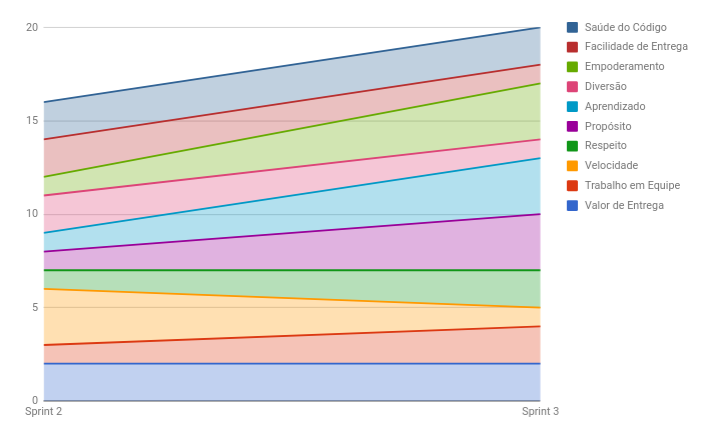 20
15
10
5
0
Sprint 2
Sprint 3
Saúde do Código
Facilidade de Entrega
Empoderamento
Diversão
Aprendizado
Propósito
Respeito
Velocidade
Trabalho em Equipe
Valor de Entrega